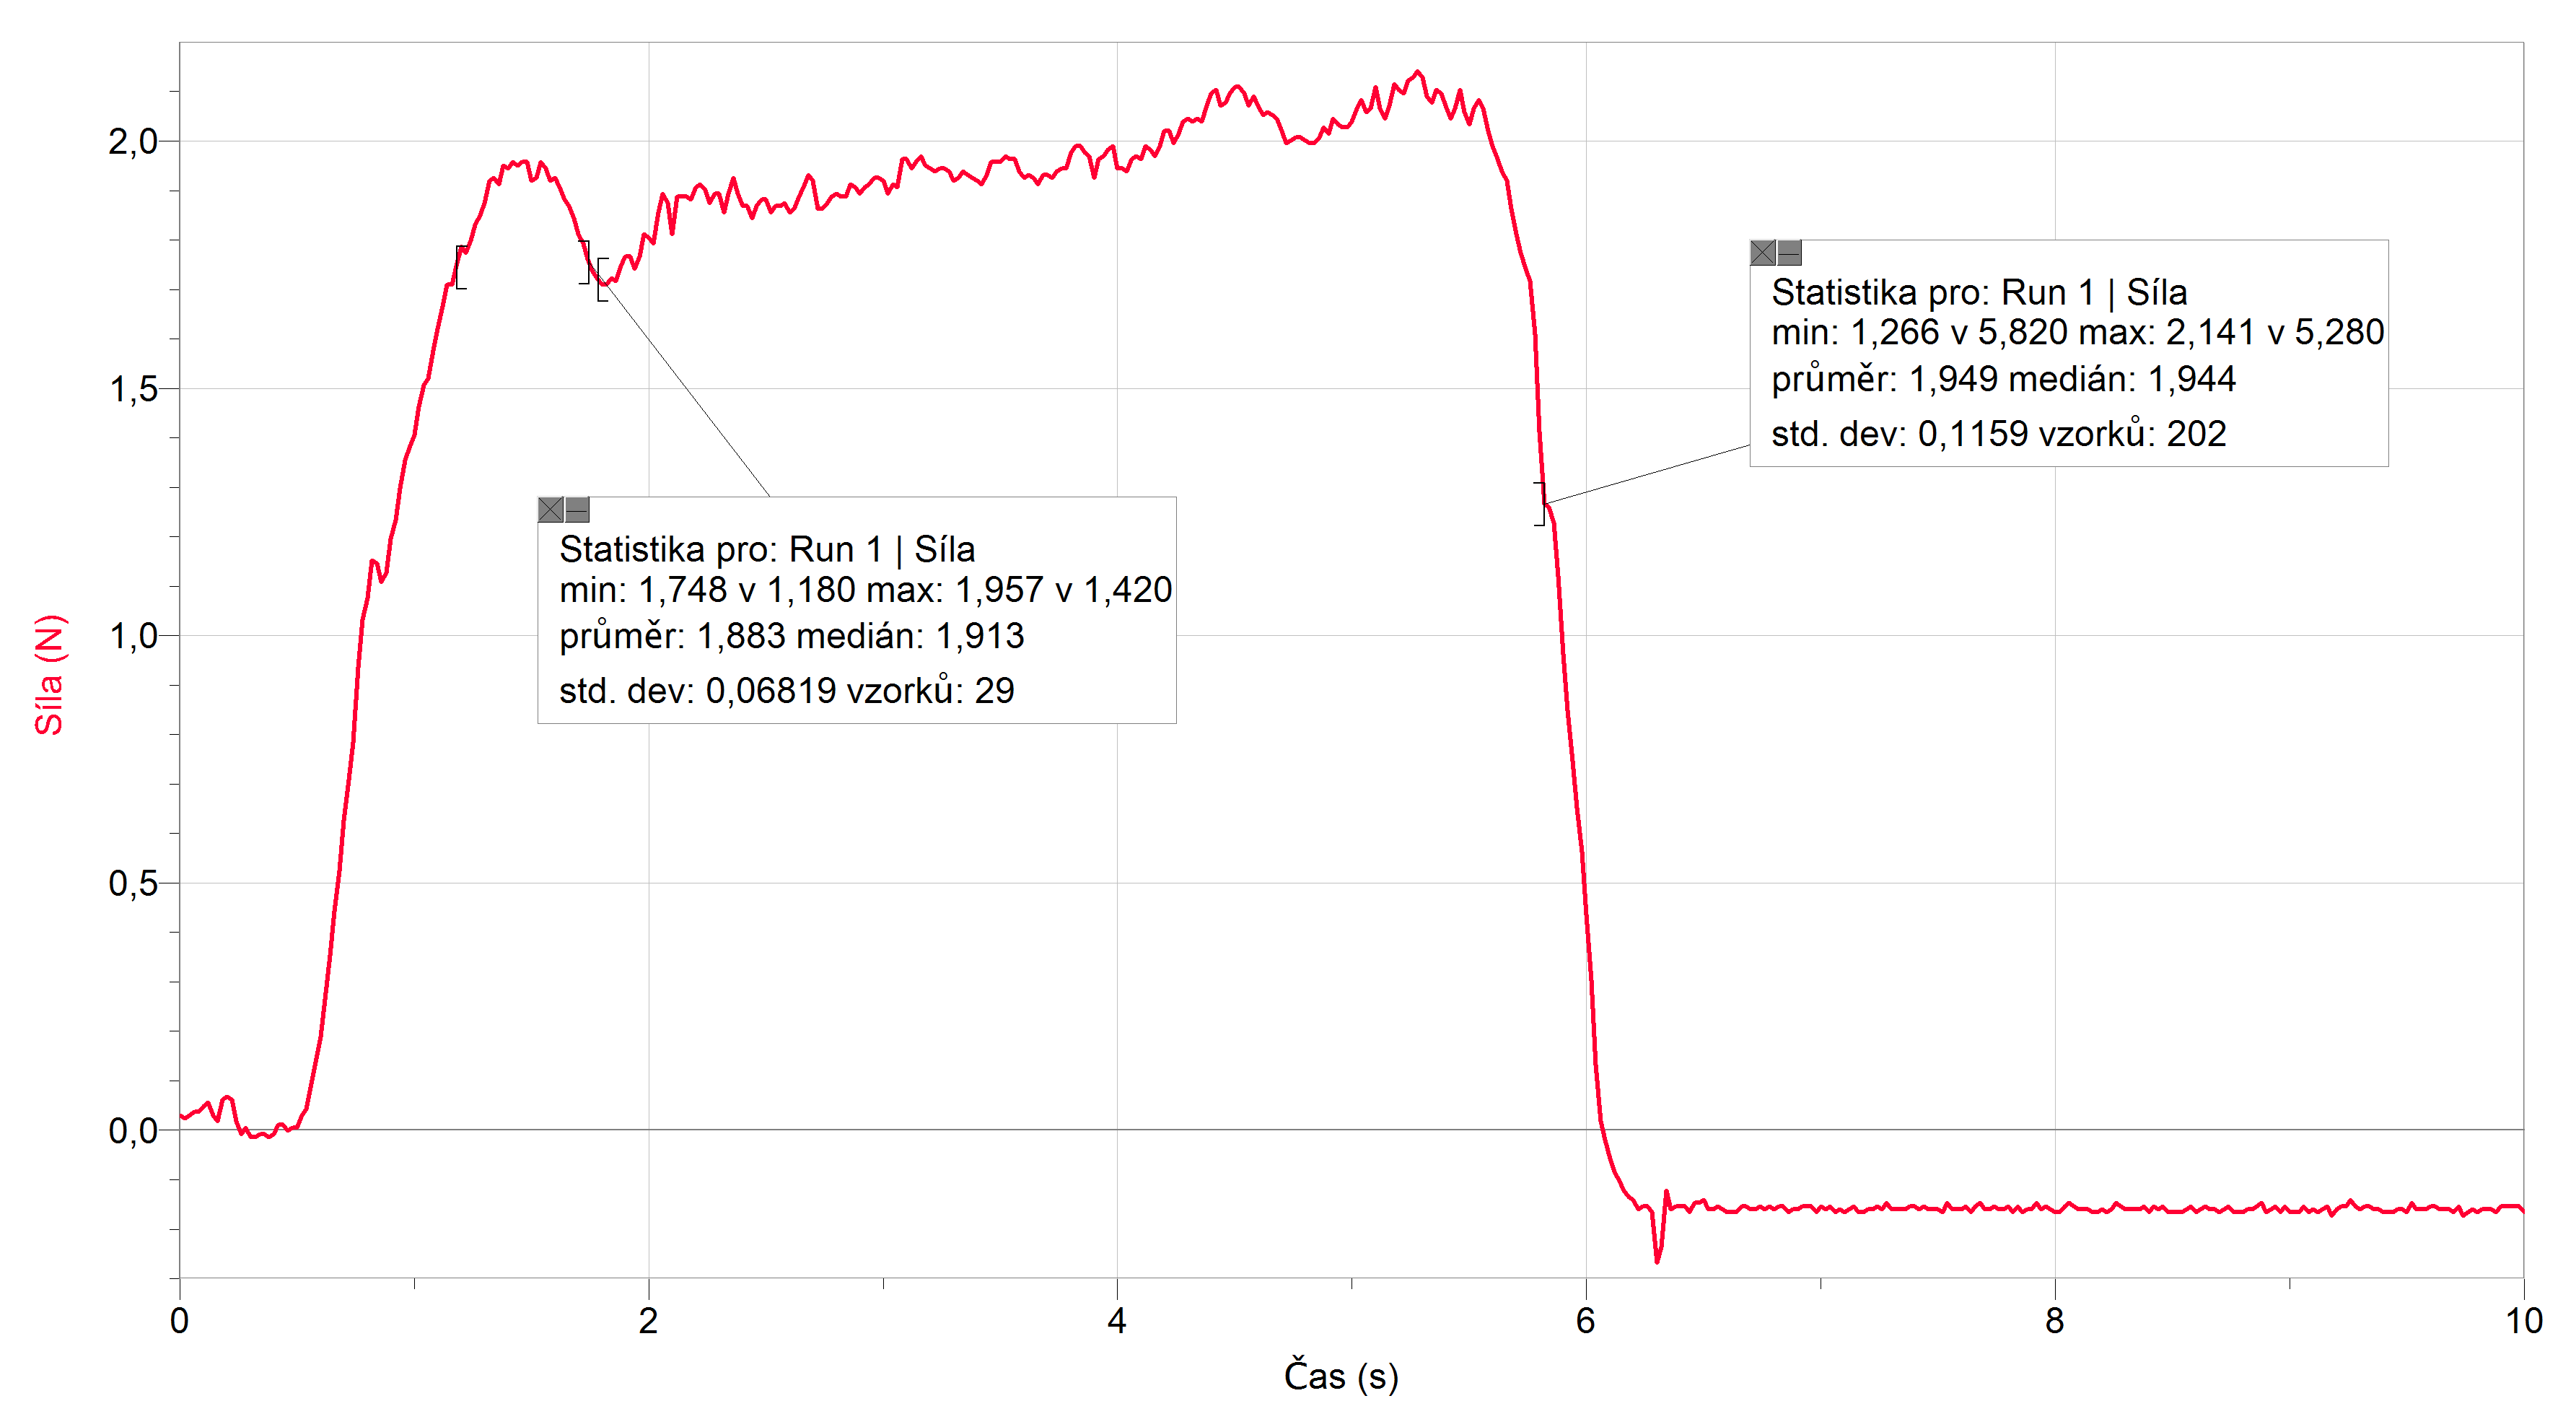 2,0
1,5
1,0
0,5
0,0
Síla (N)
Statistika pro: Run 1 | Síla
min: 1,266 v 5,820 max: 2,141 v 5,280
průměr: 1,949 medián: 1,944
std. dev: 0,1159 vzorků: 202
Statistika pro: Run 1 | Síla
min: 1,748 v 1,180 max: 1,957 v 1,420
průměr: 1,883 medián: 1,913
std. dev: 0,06819 vzorků: 29
0 2 4 6 8 10
Čas (s)